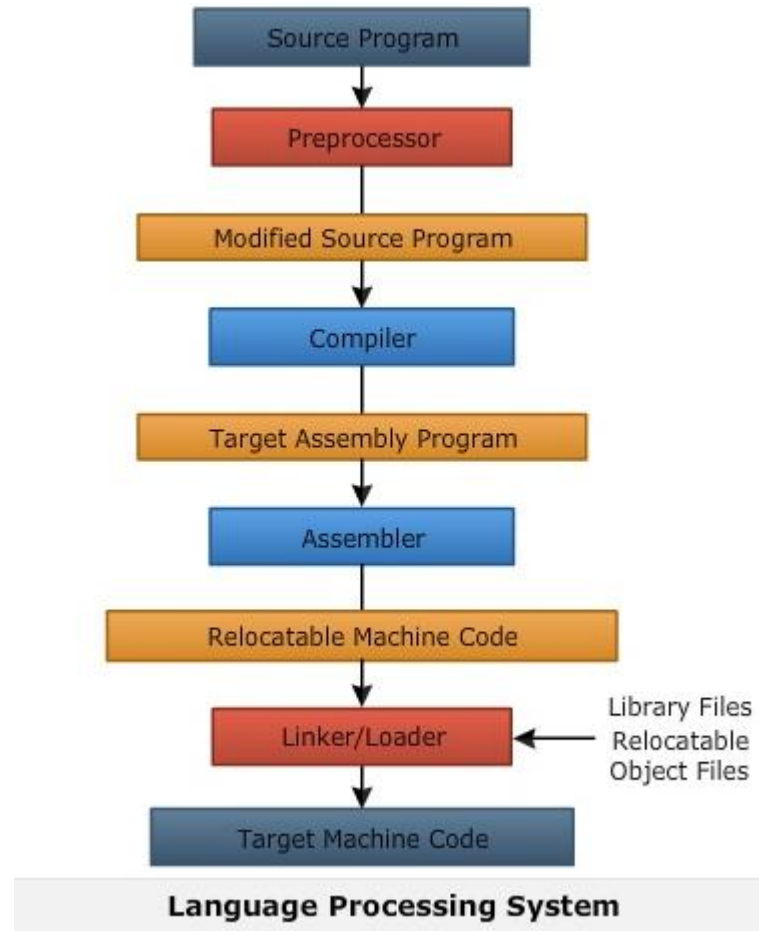 Source Program
Preprocessor
Modified Source Program
Compiler
Target Assembly Program
Assembler
Relocatable Machine Code
Linker/Loader
Library Files
Relocatable
Object Files
Target Machine Code
Language Processing System